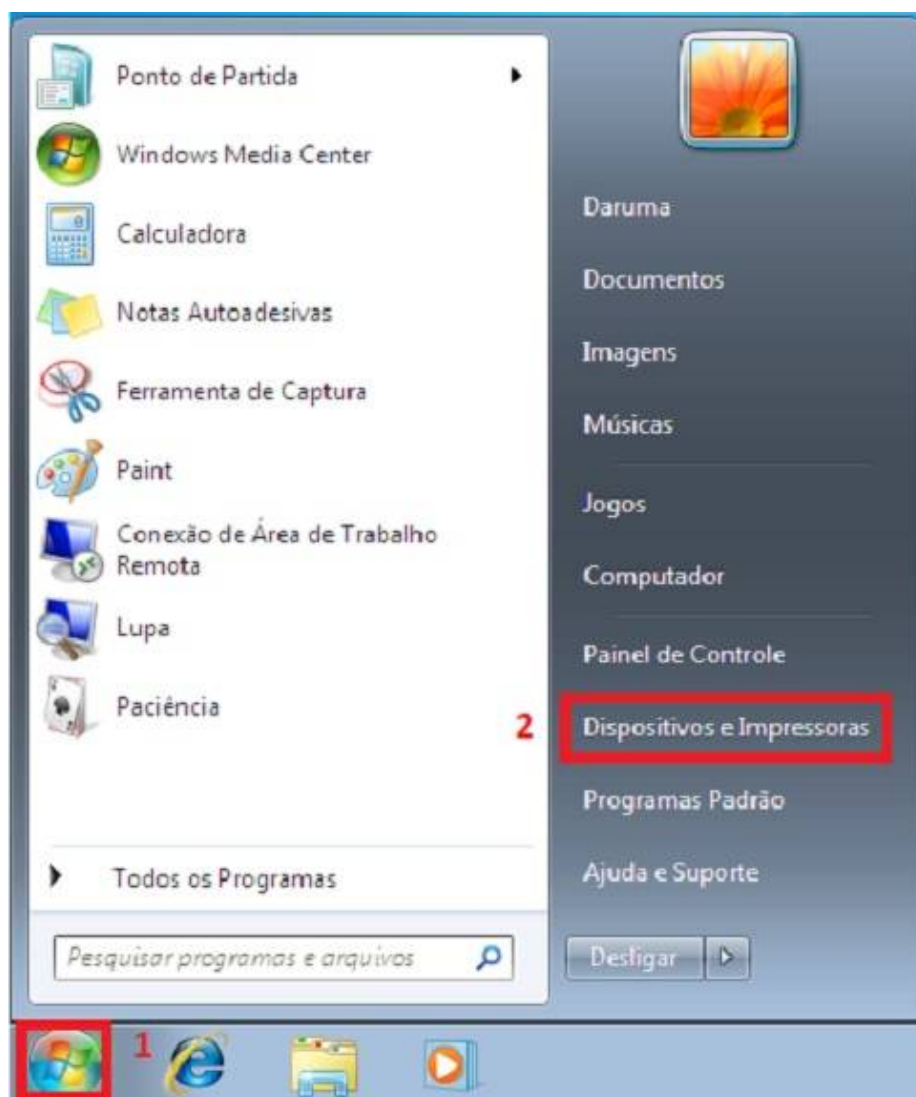 Ponto de Partida
Windows Media Center
Calculadora
Notas Autoadesivas
Ferramenta de Captura
Paint
Conexão de Área de Trabalho
Remota
Lupa
Paciência
Todos os Programas
Pesquisar programas e arquivos
Daruma
Documentos
Imagens
Músicas
Jogos
Computador
Painel de Controle
2
Dispositivos e Impressoras
Programas Padrão
Ajuda e Suporte
Desligar
1